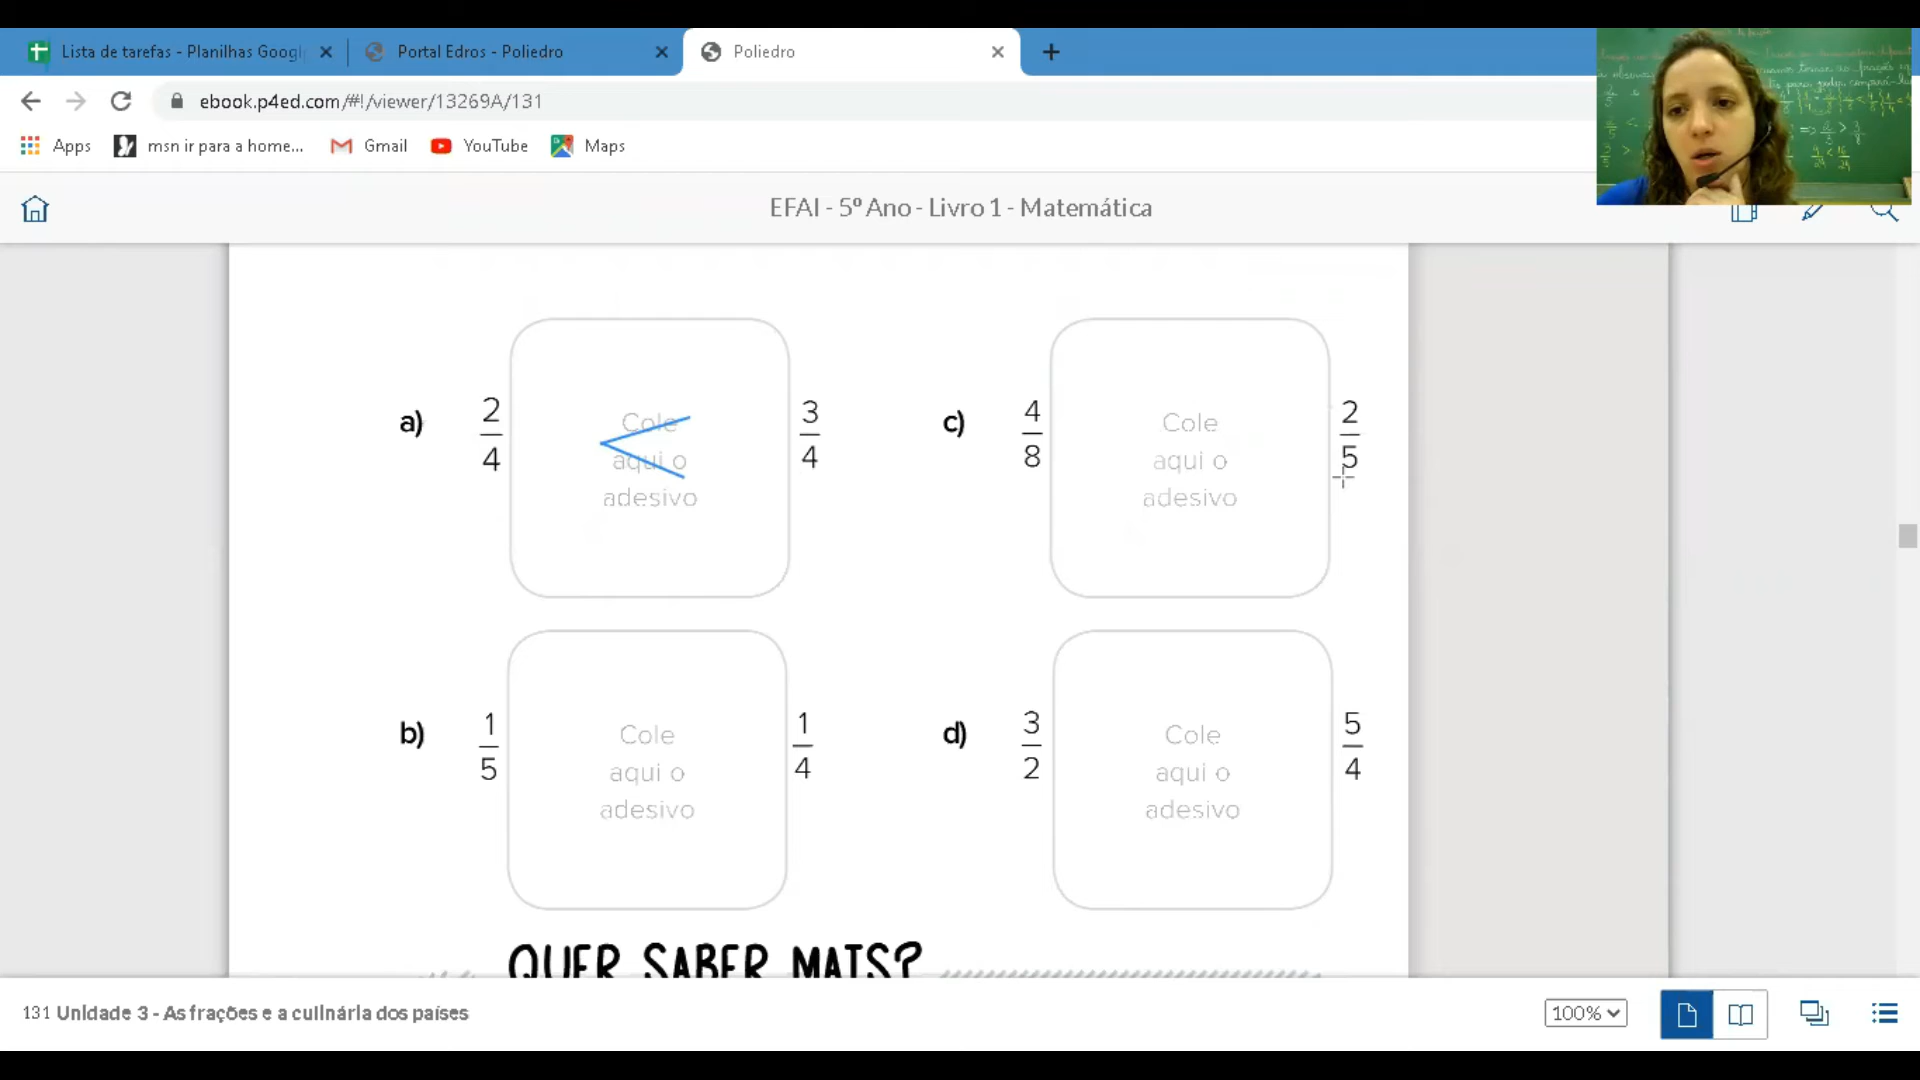 Lista de tarefas - Planilhas Googl
Portal Edros - Poliedro
Poliedro
ebook.p4ed.com/#!/viewer/13269A/131
Apps
msn ir para a home...
Gmail
YouTube
Maps
EFAI - 5º Ano - Livro 1 - Matemática
a) 2/4 < 3/4
Cole
aqui o
adesivo
c) 4/8 2/5
Cole
aqui o
adesivo
b) 1/5 1/4
Cole
aqui o
adesivo
d) 3/2 5/4
Cole
aqui o
adesivo
QUER SABER MAIS?
131 Unidade 3 - As frações e a culinária dos países
100%